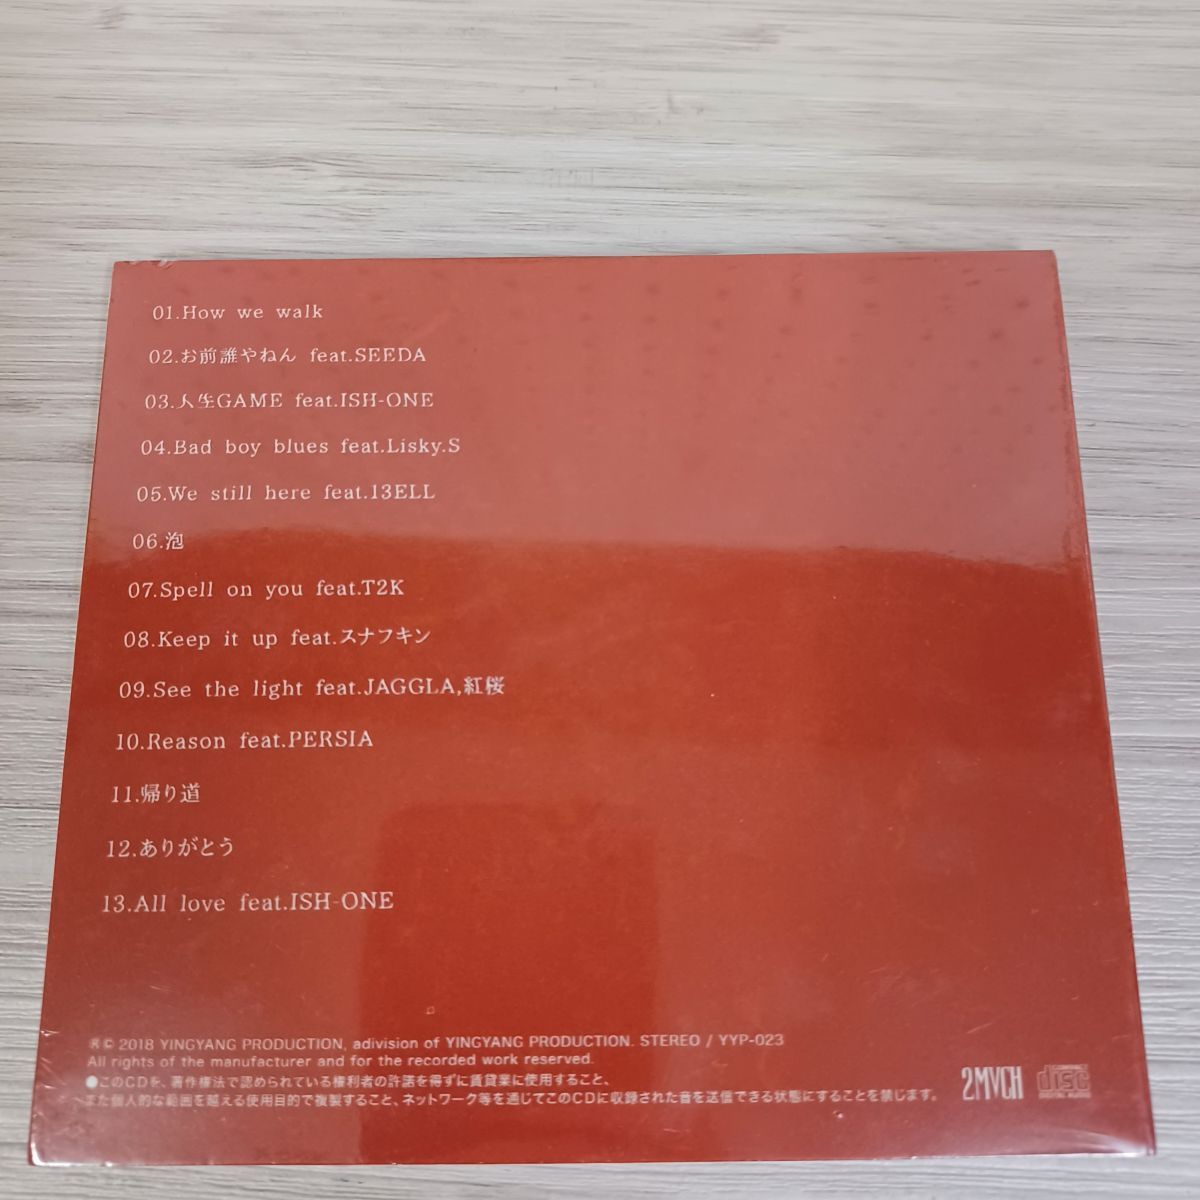 01.How we walk
02.お前誰やねん feat.SEEDA
03.人生GAME feat.ISH-ONE
04.Bad boy blues feat.Lisky.S
05.We still here feat.13ELL
06.泡
07.Spell on you feat.T2K
08.Keep it up feat.スナフキン
09.See the light feat.JAGGLA,紅桜
10.Reason feat.PERSIA
11.帰り道
12.ありがとう
13.All love feat.ISH-ONE
Ⓡ© 2018 YINGYANG PRODUCTION, adivision of YINGYANG PRODUCTION. STEREO / YYP-023
All rights of the manufacturer and for the recorded work reserved.
●このCDを、著作権法で認められている権利者の許諾を得ずに賃貸業に使用すること、
また個人的な範囲を越える使用目的で複製すること、ネットワーク等を通じてこのCDに収録された音を送信できる状態にすることを禁じます。
2MVCH
COMPACT disc DIGITAL AUDIO